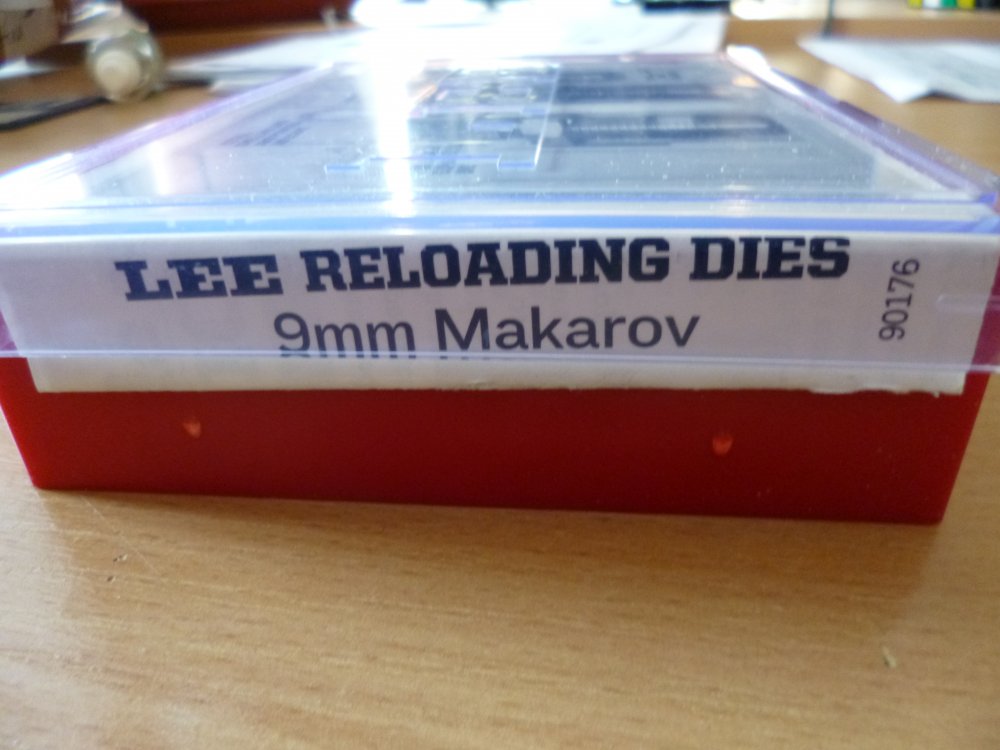 LEE RELOADING DIES
9mm Makarov
90176